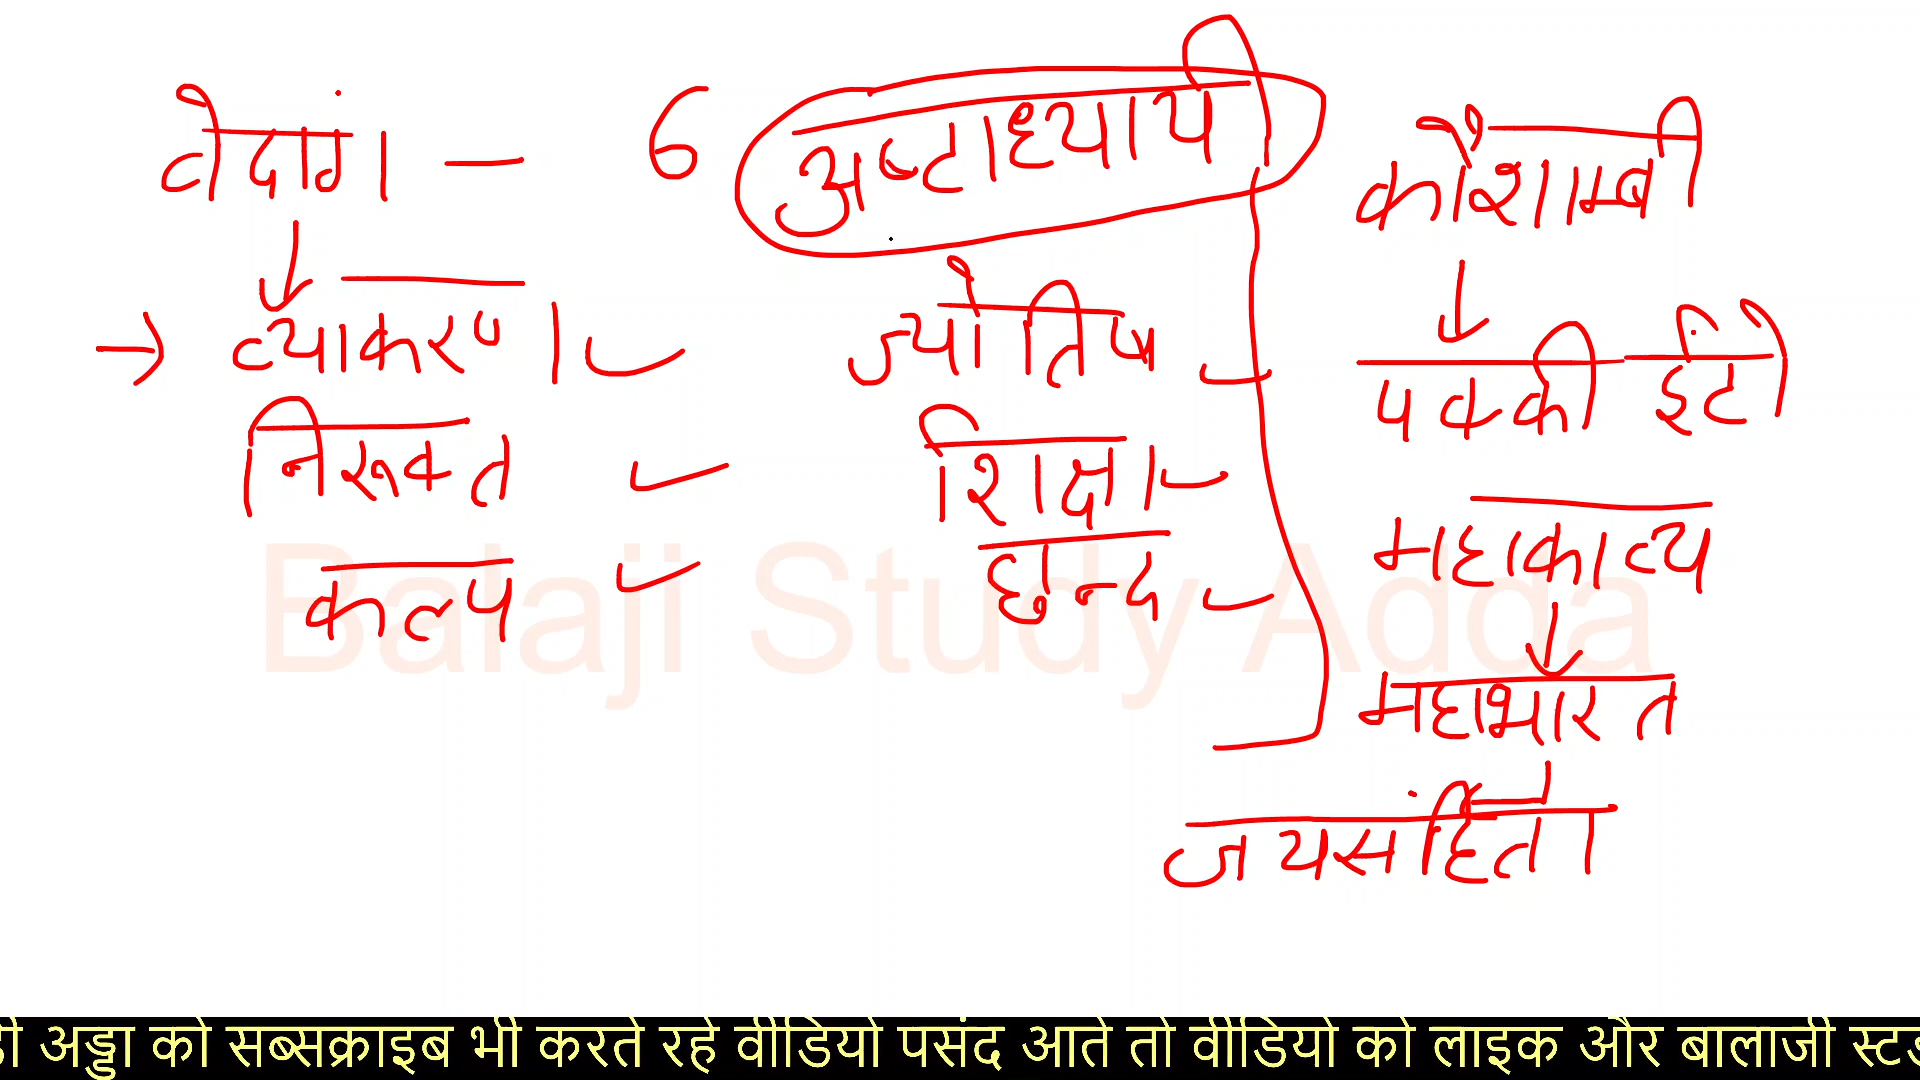 वेदांग — 6
अष्टाध्यायी
व्याकरण
निरूक्त
कल्प
ज्योतिष
शिक्षा
छन्द
कौशाम्बी
पक्की ईंटों
महाकाव्य
महाभारत
जयसंहिता
Balaji Study Adda
अड्डा को सब्सक्राइब भी करते रहे वीडियो पसंद आते तो वीडियो को लाइक और बालाजी